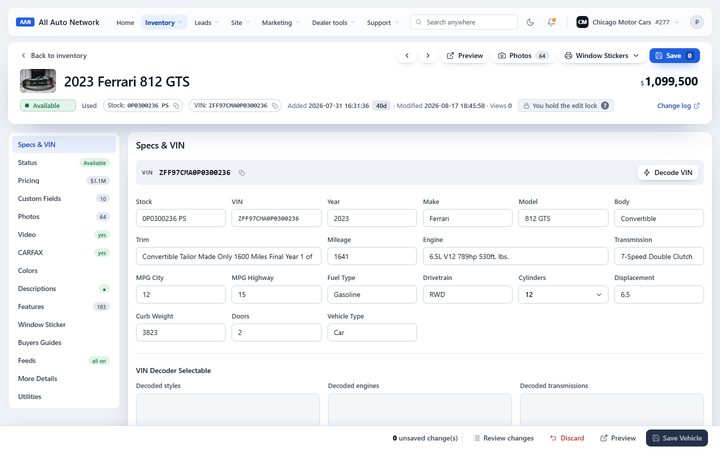 AAN All Auto Network Home Inventory Leads Site Marketing Dealer tools Support Search anywhere CM Chicago Motor Cars #277 P
Back to inventory Preview Photos 64 Window Stickers Save 0
2023 Ferrari 812 GTS $1,099,500
Available Used Stock: 0P0300236 PS VIN: ZFF97CMA0P0300236 Added 2026-07-31 16:31:36 40d · Modified 2026-08-17 18:45:58 · Views 0 You hold the edit lock ? Change log
Specs & VIN
Status Available
Pricing $1.1M
Custom Fields 10
Photos 64
Video yes
CARFAX yes
Colors
Descriptions
Features 183
Window Sticker
Buyers Guides
Feeds all on
More Details
Utilities
Specs & VIN
VIN ZFF97CMA0P0300236 Decode VIN
Stock VIN Year Make Model Body
0P0300236 PS ZFF97CMA0P0300236 2023 Ferrari 812 GTS Convertible
Trim Mileage Engine Transmission
Convertible Tailor Made Only 1600 Miles Final Year 1 of 1641 6.5L V12 789hp 530ft. lbs. 7-Speed Double Clutch
MPG City MPG Highway Fuel Type Drivetrain Cylinders Displacement
12 15 Gasoline RWD 12 6.5
Curb Weight Doors Vehicle Type
3823 2 Car
VIN Decoder Selectable
Decoded styles Decoded engines Decoded transmissions
0 unsaved change(s) Review changes Discard Preview Save Vehicle